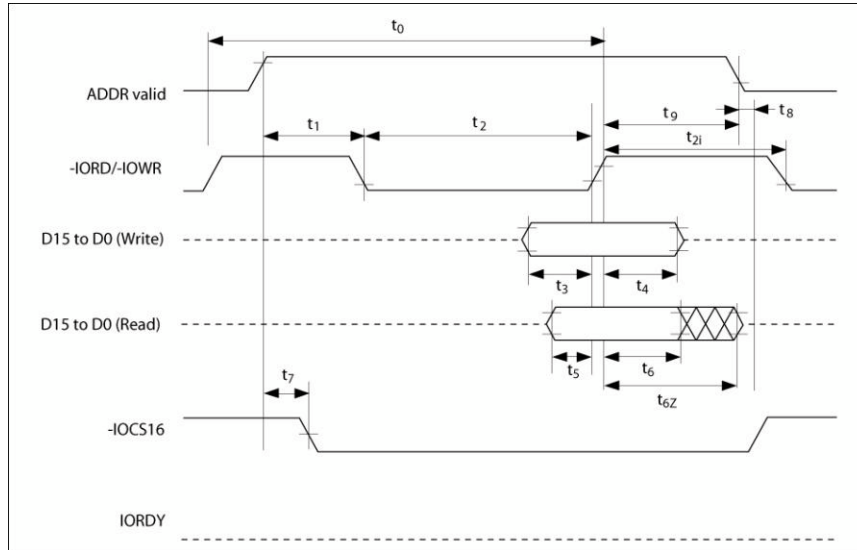 t0
ADDR valid
t9
t8
t1
t2
t2i
-IORD/-IOWR
D15 to D0 (Write)
t3
t4
D15 to D0 (Read)
t5
t6
t7
t6Z
-IOCS16
IORDY